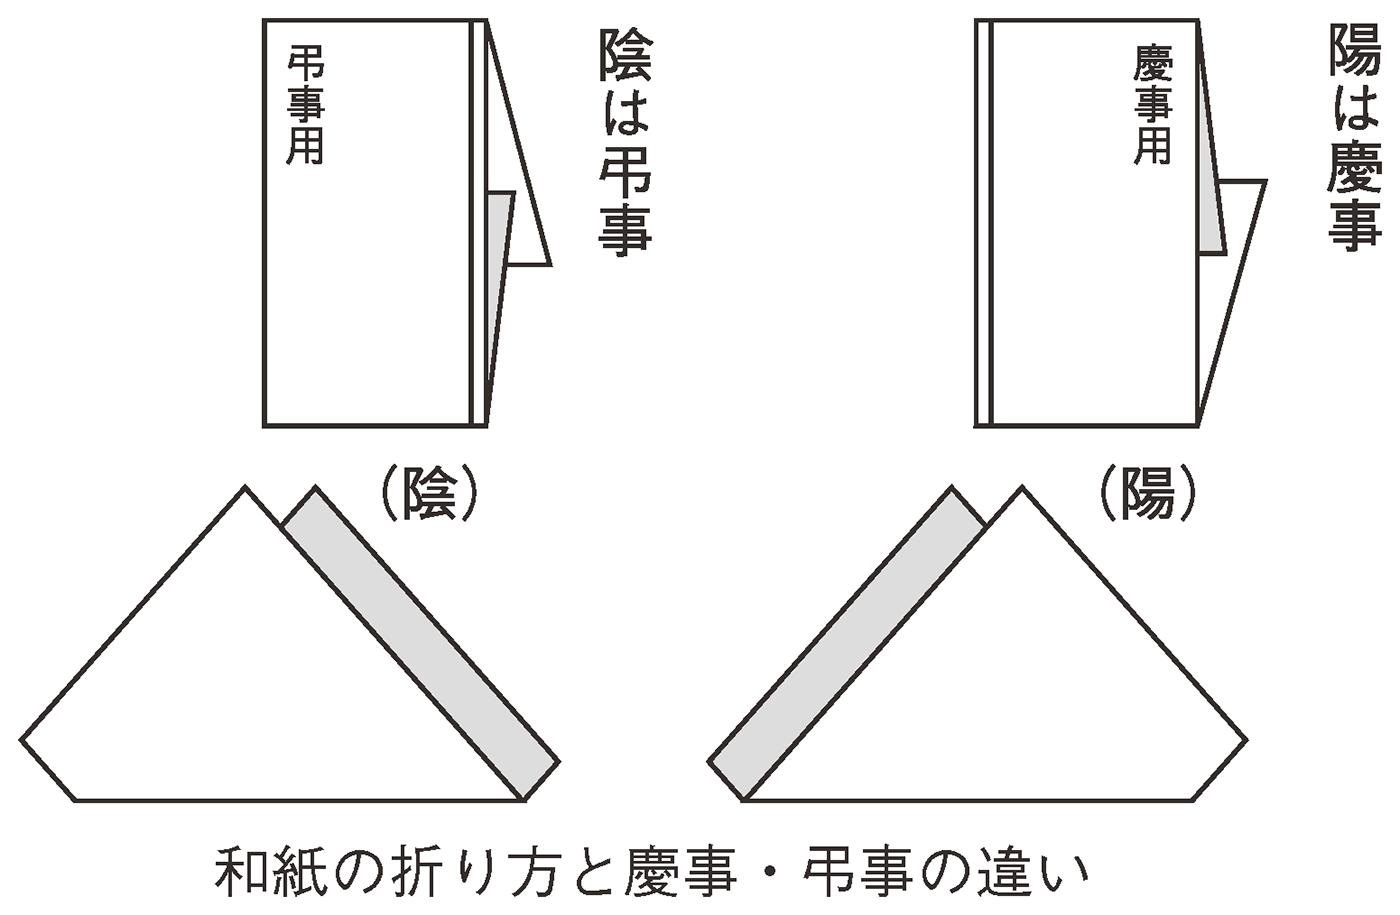 陽は慶事
慶事用
陰は弔事
弔事用
（陽）
（陰）
和紙の折り方と慶事・弔事の違い